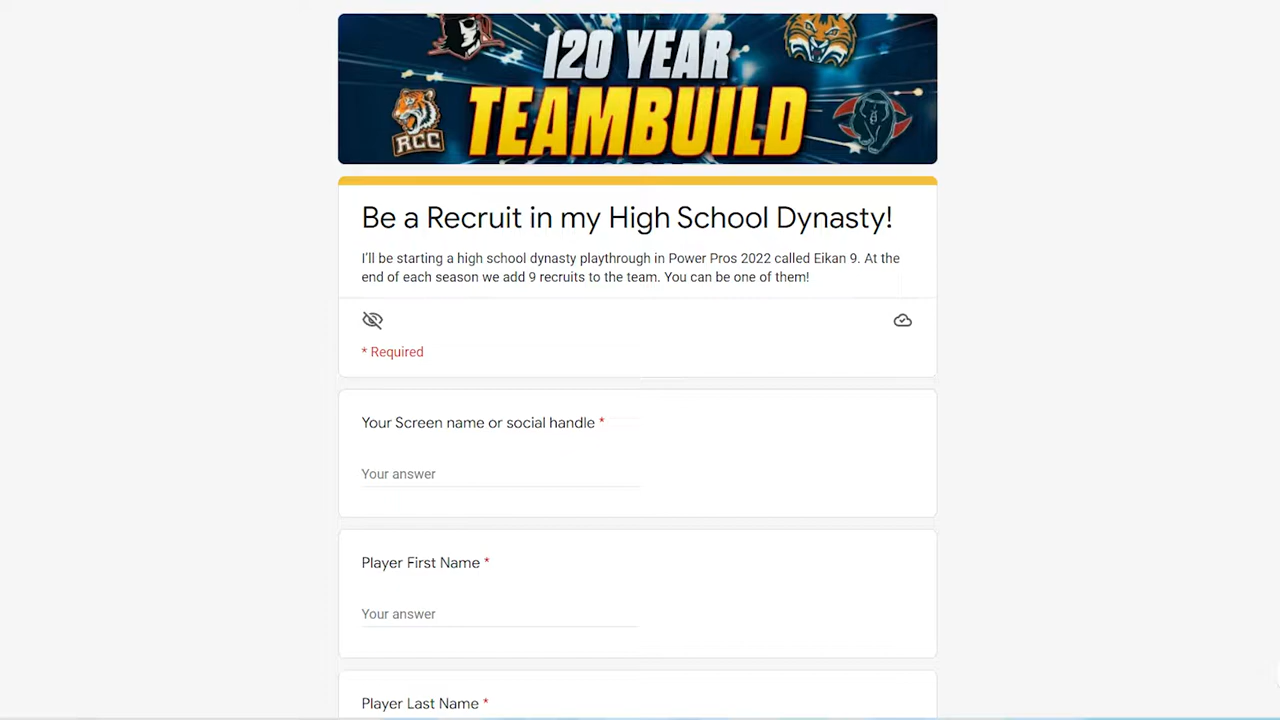 120 YEAR
TEAMBUILD
RCC
Be a Recruit in my High School Dynasty!
I'll be starting a high school dynasty playthrough in Power Pros 2022 called Eikan 9. At the
end of each season we add 9 recruits to the team. You can be one of them!
* Required
Your Screen name or social handle *
Your answer
Player First Name *
Your answer
Player Last Name *